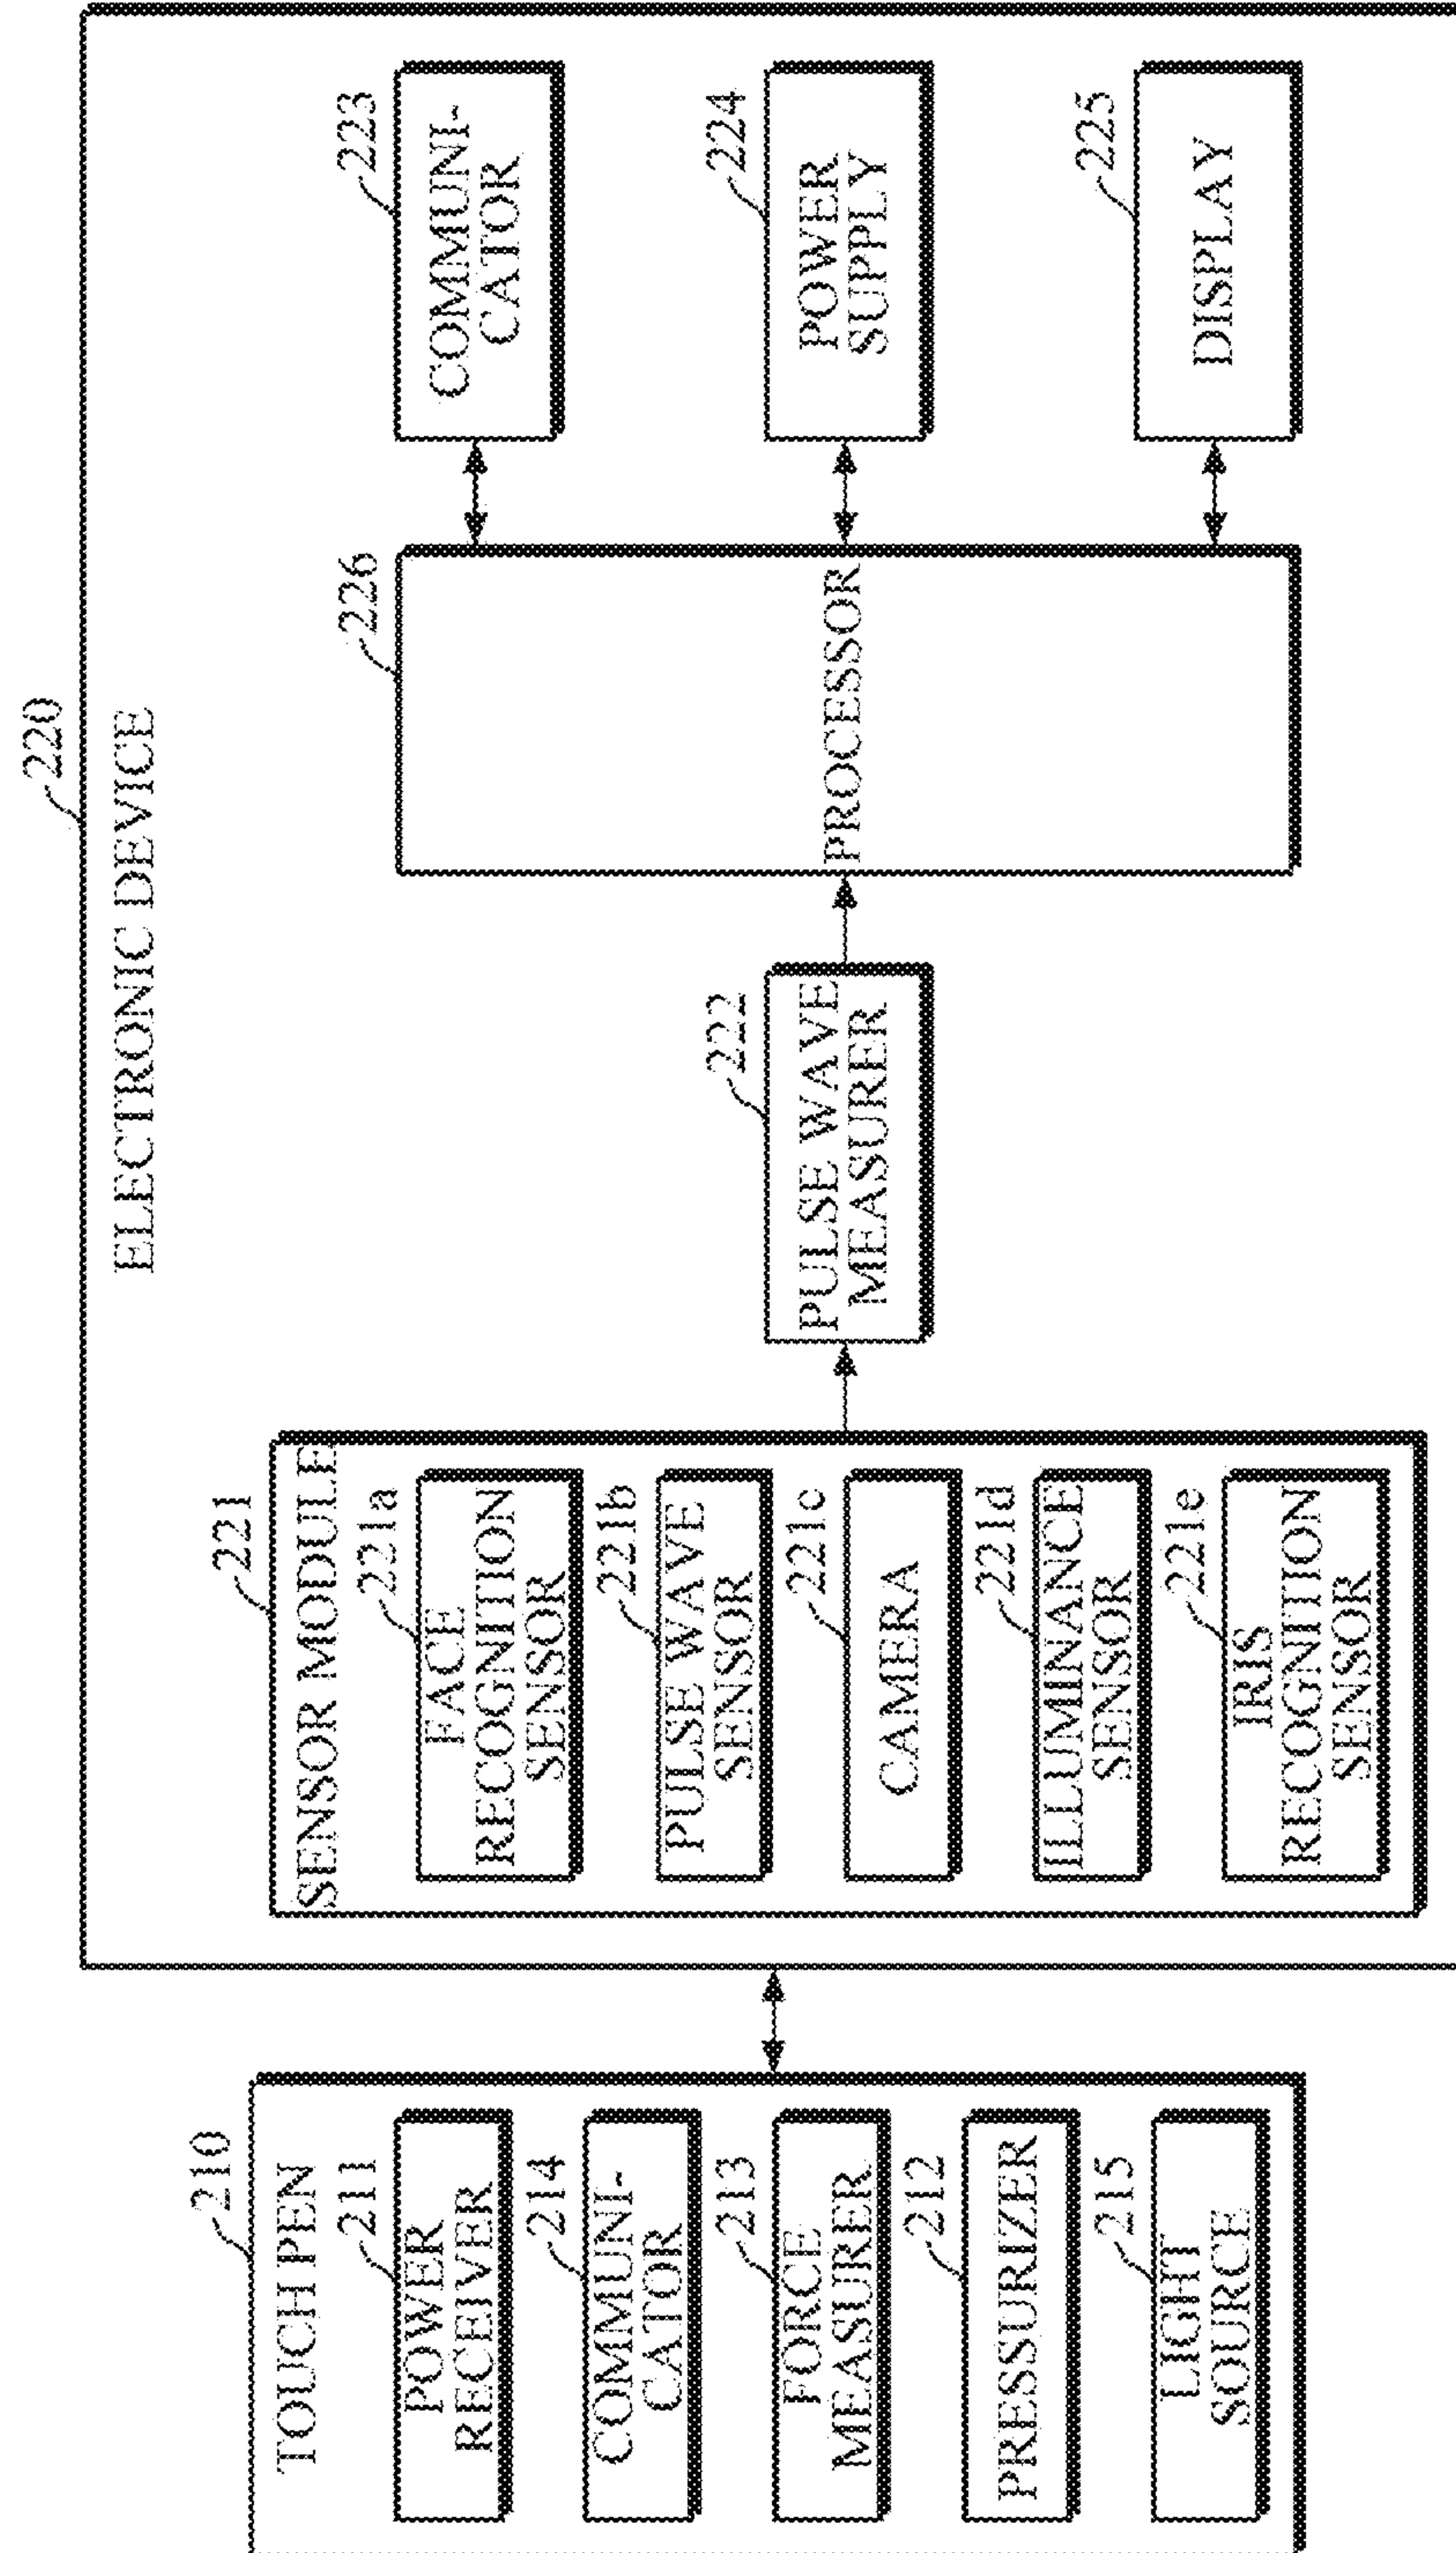 210
TOUCH PEN
211
POWER
RECEIVER
214
COMMUNI-
CATOR
213
FORCE
MEASURER
212
PRESSURIZER
215
LIGHT
SOURCE
220
ELECTRONIC DEVICE
221
SENSOR MODULE
221a
FACE
RECOGNITION
SENSOR
221b
PULSE WAVE
SENSOR
221c
CAMERA
221d
ILLUMINANCE
SENSOR
221e
IRIS
RECOGNITION
SENSOR
222
PULSE WAVE
MEASURER
226
PROCESSOR
223
COMMUNI-
CATOR
224
POWER
SUPPLY
225
DISPLAY